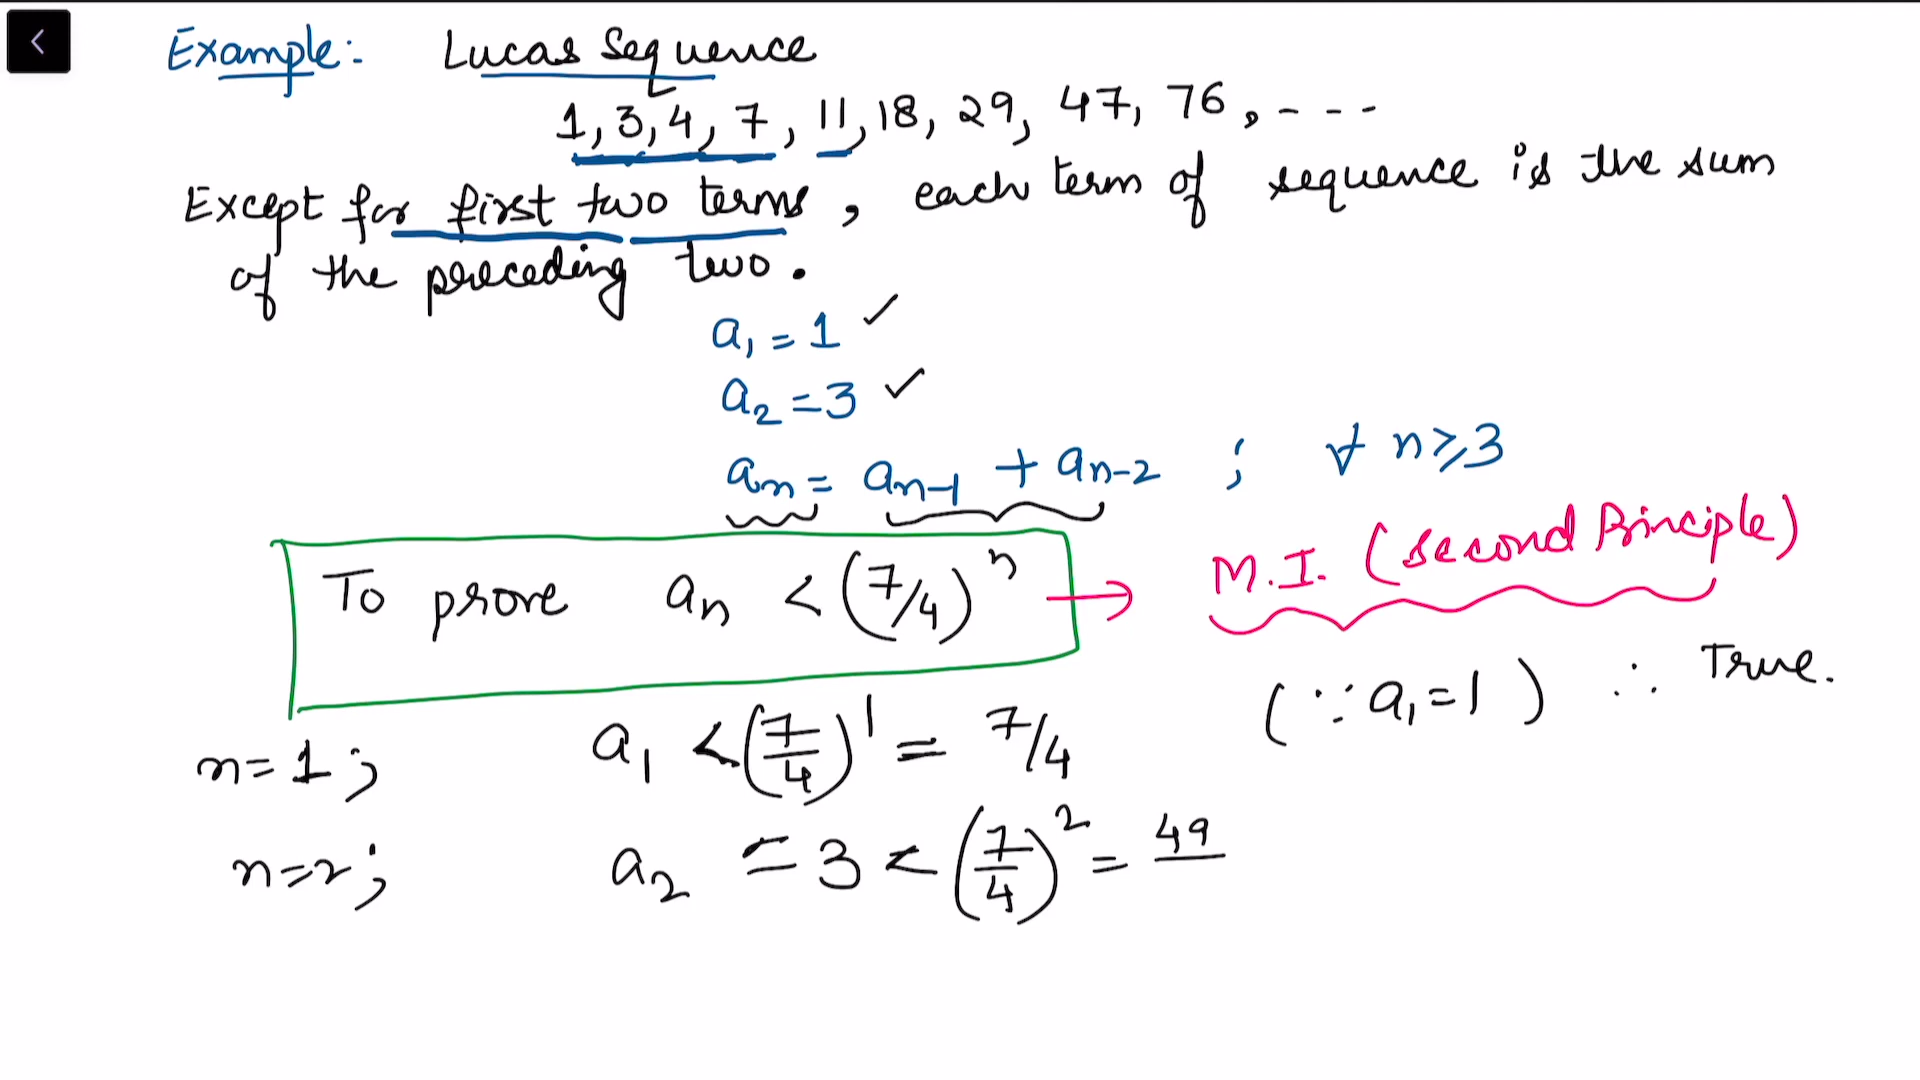 Example: Lucas Sequence
1, 3, 4, 7, 11, 18, 29, 47, 76, ----
Except for first two terms, each term of sequence is the sum
of the preceding two.
a₁ = 1 ✓
a₂ = 3 ✓
aₙ = aₙ₋₁ + aₙ₋₂ ; ∀ n ⩾ 3
To prove aₙ < (7/4)ⁿ → M.I. (Second Principle)
n = 1 ; a₁ < (7/4)¹ = 7/4 (∵ a₁ = 1) ∴ True.
n = 2 ; a₂ = 3 < (7/4)² = 49